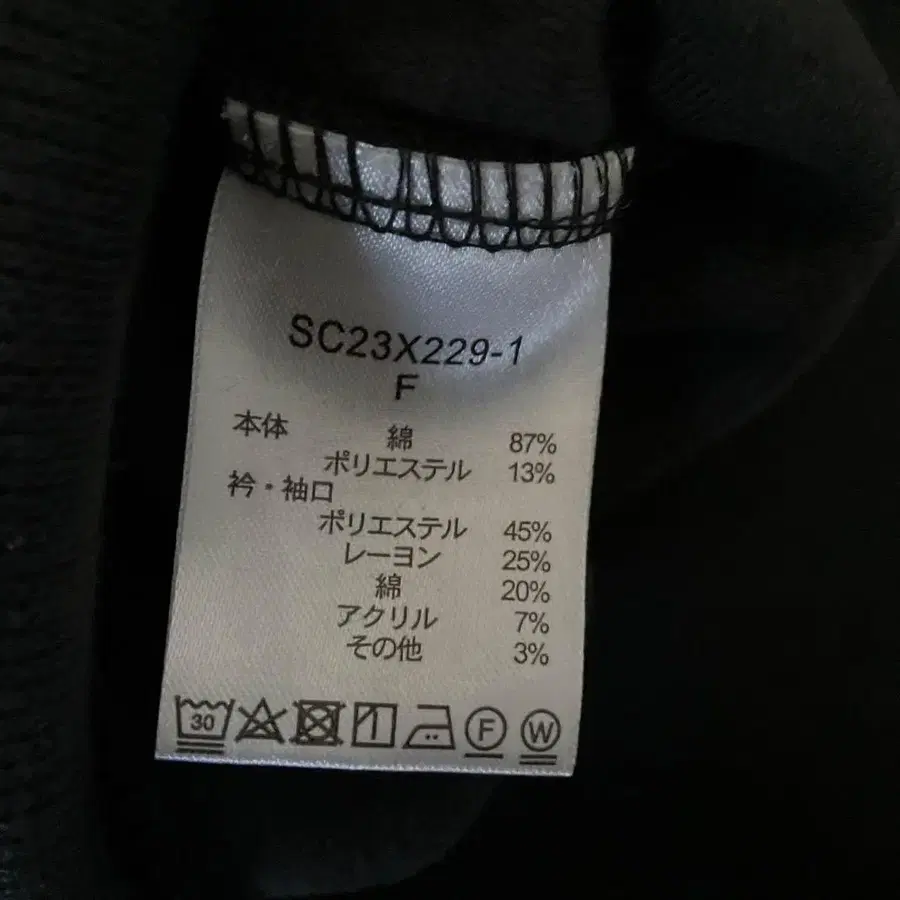 SC23X229-1
F
本体
綿 87%
ポリエステル 13%
衿・袖口
ポリエステル 45%
レーヨン 25%
綿 20%
アクリル 7%
その他 3%
30 F W